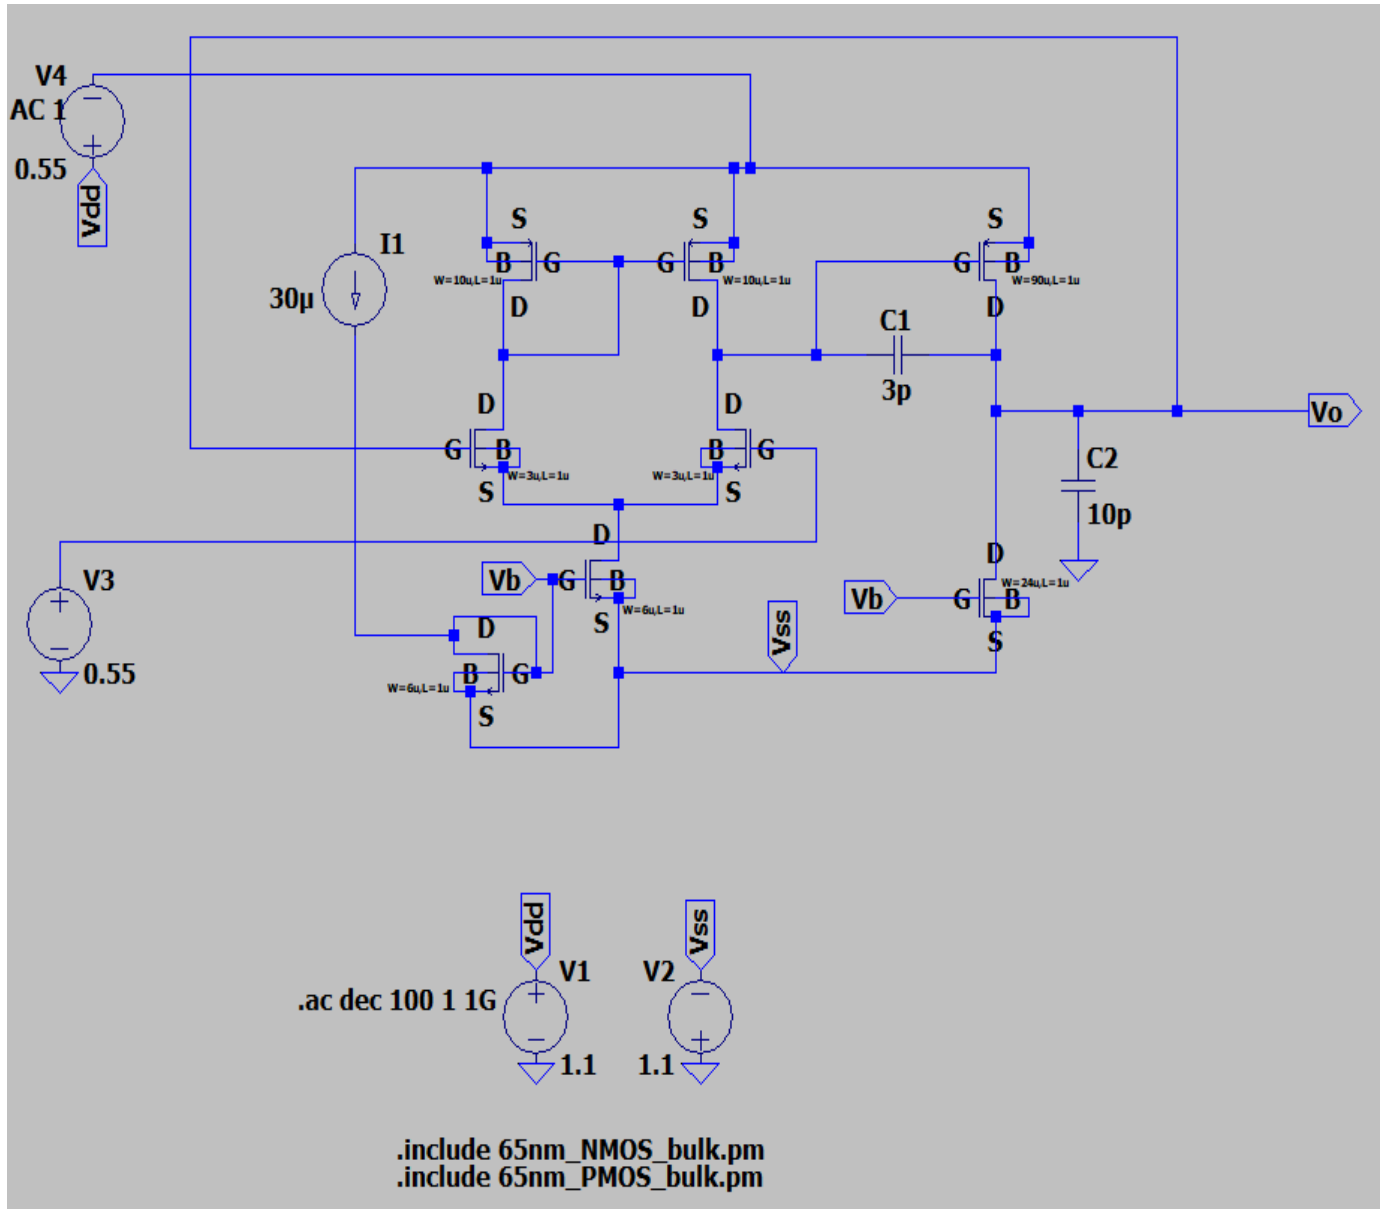 V4
AC 1
0.55
Vdd
I1
30µ
S
B
G
W=10u,L=1u
D
S
G
B
W=10u,L=1u
D
S
G
B
W=90u,L=1u
D
C1
3p
D
G
B
W=3u,L=1u
S
D
B
G
W=3u,L=1u
S
Vo
C2
10p
V3
0.55
Vb
D
G
B
W=6u,L=1u
S
D
B
G
W=6u,L=1u
S
Vss
Vb
D
W=24u,L=1u
G
B
S
Vdd
Vss
V1
V2
.ac dec 100 1 1G
1.1
1.1
.include 65nm_NMOS_bulk.pm
.include 65nm_PMOS_bulk.pm